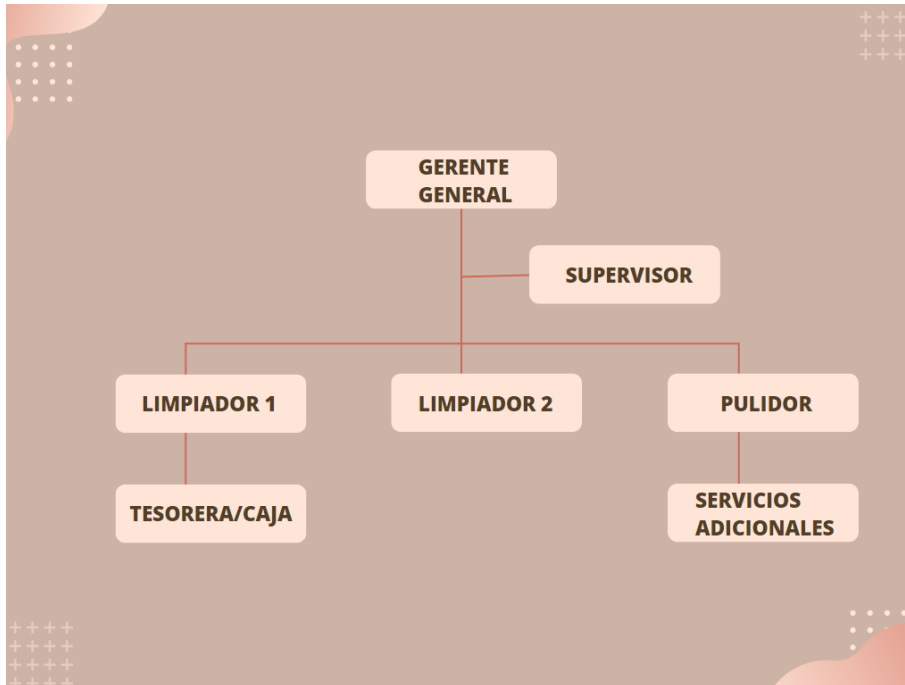 GERENTE
GENERAL
SUPERVISOR
LIMPIADOR 1
LIMPIADOR 2
PULIDOR
TESORERA/CAJA
SERVICIOS
ADICIONALES